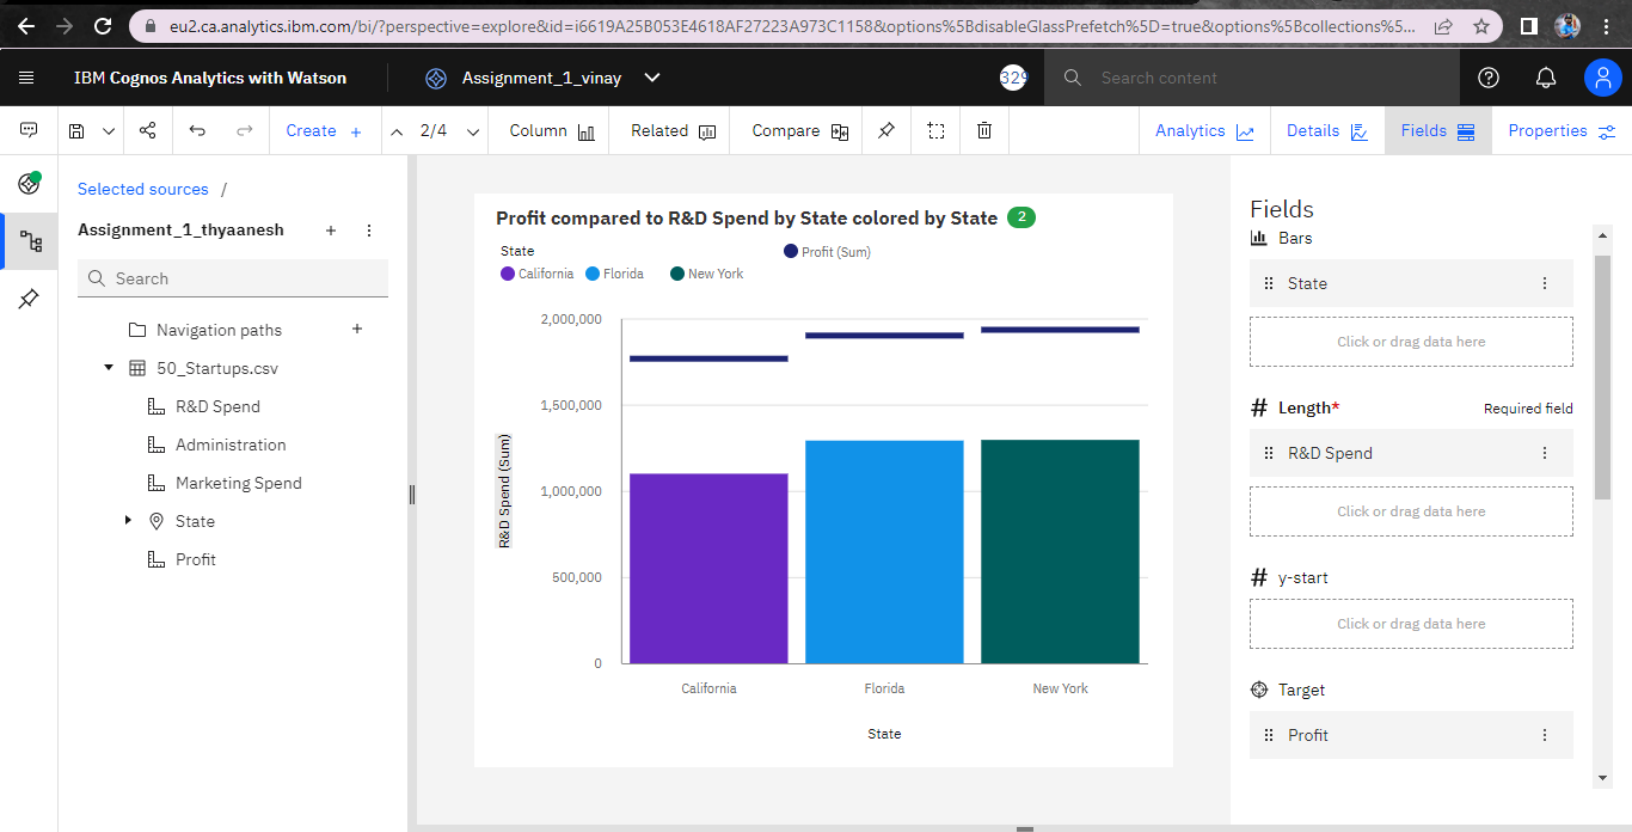 eu2.ca.analytics.ibm.com/bi/?perspective=explore&id=i6619A25B053E4618AF27223A973C1158&options%5BdisableGlassPrefetch%5D=true&options%5Bcollections%5...
IBM Cognos Analytics with Watson
Assignment_1_vinay
329
Search content
Create +
2/4
Column
Related
Compare
Analytics
Details
Fields
Properties
Selected sources /
Assignment_1_thyaanesh
Search
Navigation paths
50_Startups.csv
R&D Spend
Administration
Marketing Spend
State
Profit
Profit compared to R&D Spend by State colored by State 2
State
Profit (Sum)
California Florida New York
2,000,000
1,500,000
1,000,000
500,000
0
R&D Spend (Sum)
California Florida New York
State
Fields
Bars
State
Click or drag data here
# Length* Required field
R&D Spend
Click or drag data here
# y-start
Click or drag data here
Target
Profit